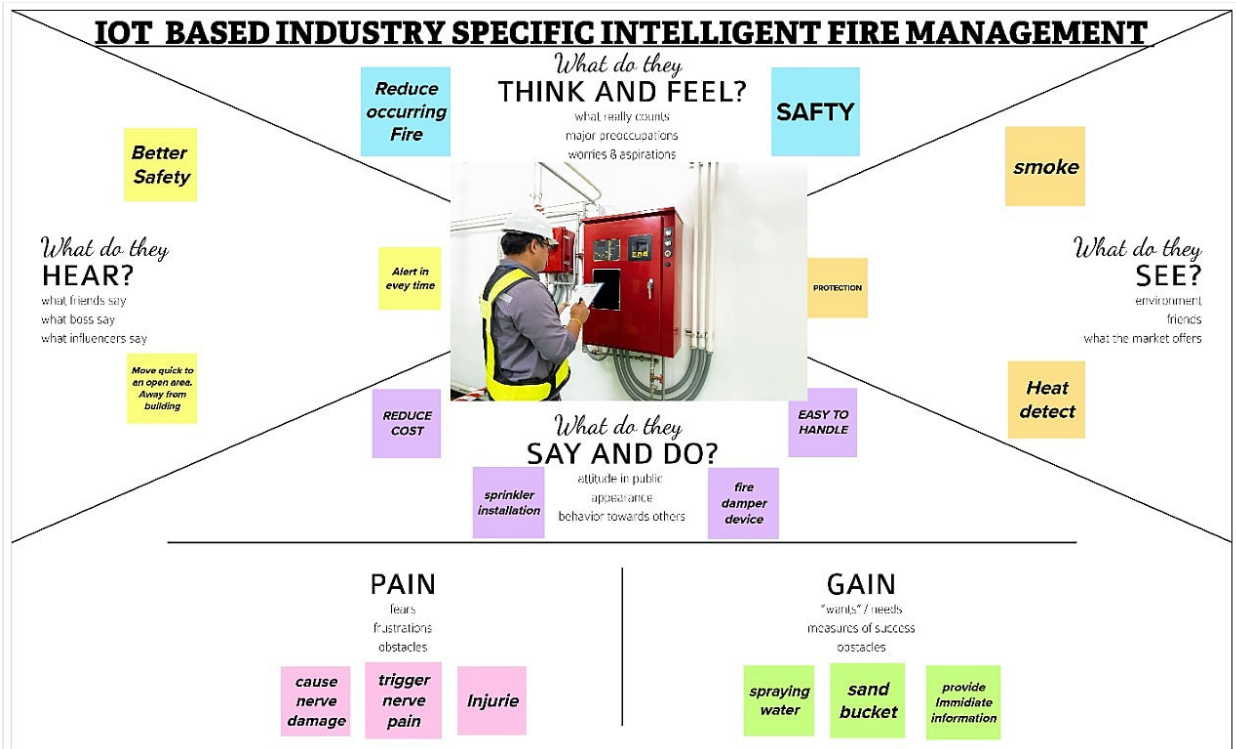 IOT BASED INDUSTRY SPECIFIC INTELLIGENT FIRE MANAGEMENT
What do they
THINK AND FEEL?
what really counts
major preoccupations
worries & aspirations
Reduce
occurring
Fire
SAFTY
Better
Safety
What do they
HEAR?
what friends say
what boss say
what influencers say
Alert in
evey time
Move quick to
an open area.
Away from
building
smoke
What do they
SEE?
environment
friends
what the market offers
PROTECTION
Heat
detect
REDUCE
COST
What do they
SAY AND DO?
attitude in public
appearance
behavior towards others
EASY TO
HANDLE
sprinkler
installation
fire
damper
device
PAIN
fears
frustrations
obstacles
cause
nerve
damage
trigger
nerve
pain
Injurie
GAIN
"wants" / needs
measures of success
obstacles
spraying
water
sand
bucket
provide
Immidiate
information